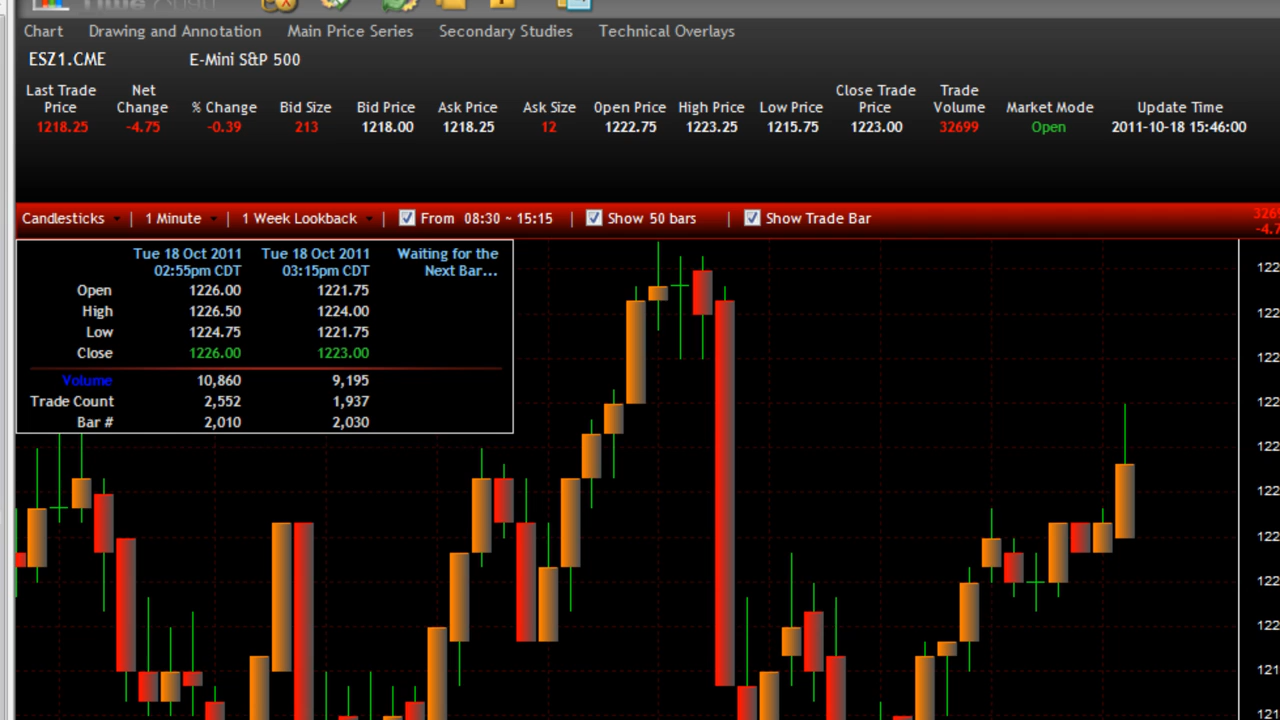 Chart Drawing and Annotation Main Price Series Secondary Studies Technical Overlays
ESZ1.CME E-Mini S&P 500
Last Trade Price Net Change % Change Bid Size Bid Price Ask Price Ask Size Open Price High Price Low Price Close Trade Price Trade Volume Market Mode Update Time
1218.25 -4.75 -0.39 213 1218.00 1218.25 12 1222.75 1223.25 1215.75 1223.00 32699 Open 2011-10-18 15:46:00
Candlesticks | 1 Minute | 1 Week Lookback | From 08:30 ~ 15:15 | Show 50 bars | Show Trade Bar
Tue 18 Oct 2011 Tue 18 Oct 2011 Waiting for the
02:55pm CDT 03:15pm CDT Next Bar...
Open 1226.00 1221.75
High 1226.50 1224.00
Low 1224.75 1221.75
Close 1226.00 1223.00
Volume 10,860 9,195
Trade Count 2,552 1,937
Bar # 2,010 2,030